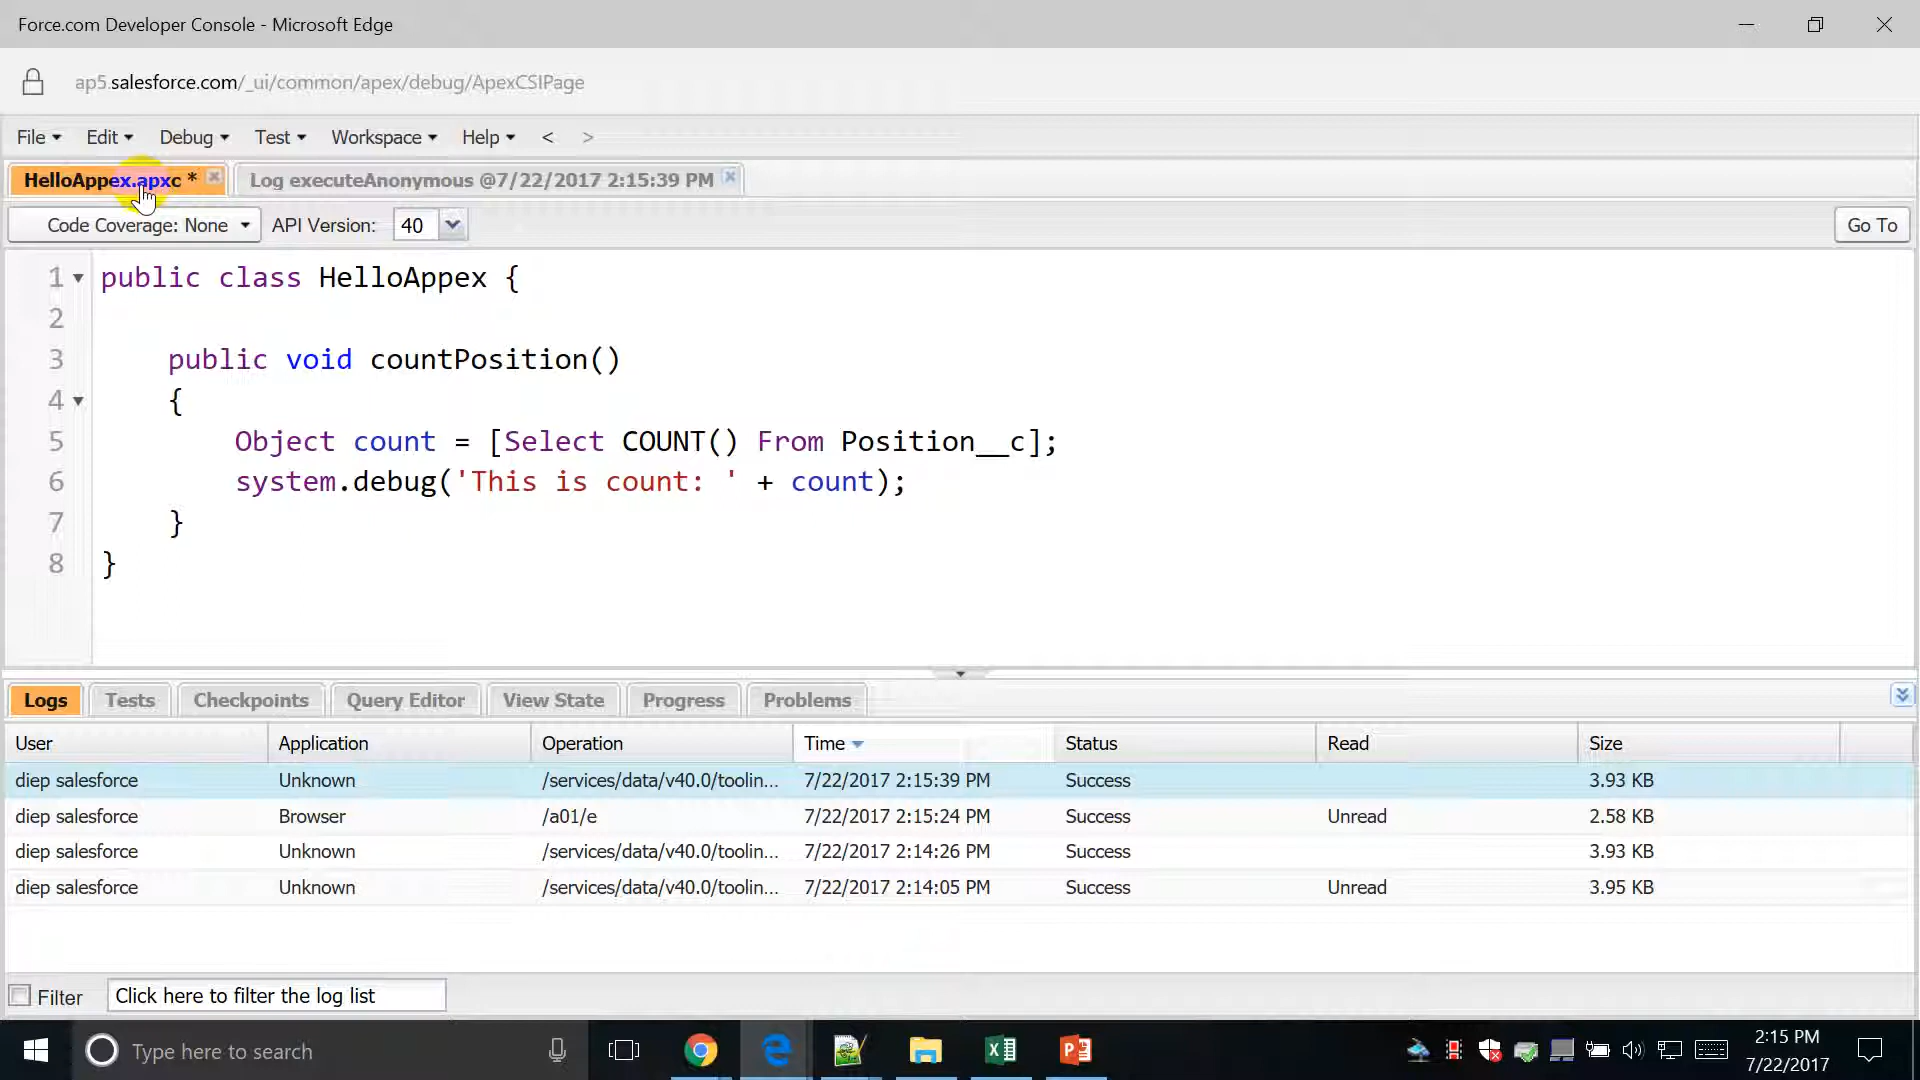 Force.com Developer Console - Microsoft Edge
ap5.salesforce.com/_ui/common/apex/debug/ApexCSIPage
File Edit Debug Test Workspace Help < >
HelloAppex.apxc * Log executeAnonymous @7/22/2017 2:15:39 PM
Code Coverage: None API Version: 40 Go To
1 public class HelloAppex {
2
3 public void countPosition()
4 {
5 Object count = [Select COUNT() From Position__c];
6 system.debug('This is count: ' + count);
7 }
8 }
Logs Tests Checkpoints Query Editor View State Progress Problems
User Application Operation Time Status Read Size
diep salesforce Unknown /services/data/v40.0/toolin... 7/22/2017 2:15:39 PM Success 3.93 KB
diep salesforce Browser /a01/e 7/22/2017 2:15:24 PM Success Unread 2.58 KB
diep salesforce Unknown /services/data/v40.0/toolin... 7/22/2017 2:14:26 PM Success 3.93 KB
diep salesforce Unknown /services/data/v40.0/toolin... 7/22/2017 2:14:05 PM Success Unread 3.95 KB
Filter Click here to filter the log list
Type here to search
2:15 PM
7/22/2017